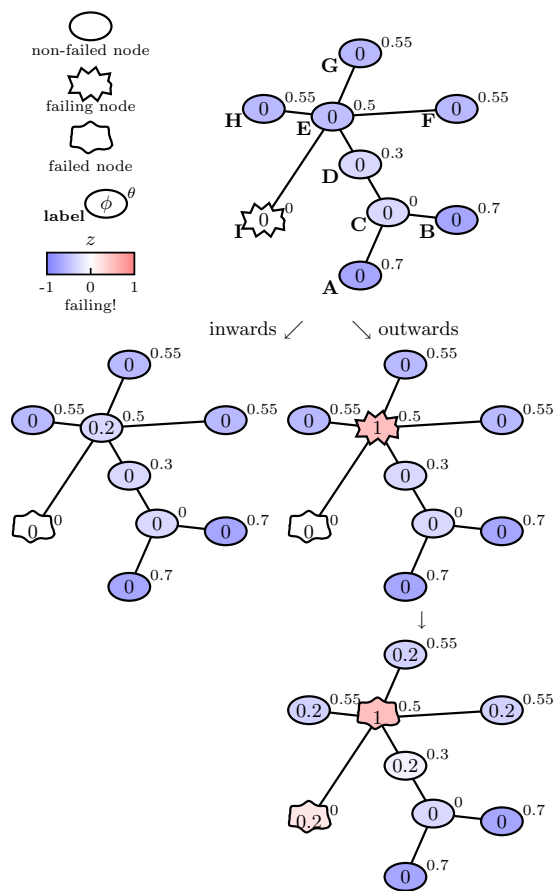 non-failed node
failing node
failed node
label ϕ θ
z
-1 0 1
failing!
G 0 0.55
H 0 0.55
E 0 0.5
F 0 0.55
D 0 0.3
I 0 0
C 0 0
B 0 0.7
A 0 0.7
inwards ↙ ↘ outwards
0 0.55
0 0.55
0.2 0.5
0 0.55
0 0.3
0 0
0 0
0 0.7
0 0.7
0 0.55
0 0.55
1 0.5
0 0.55
0 0.3
0 0
0 0
0 0.7
0 0.7
↓
0.2 0.55
0.2 0.55
1 0.5
0.2 0.55
0.2 0.3
0.2 0
0 0
0 0.7
0 0.7